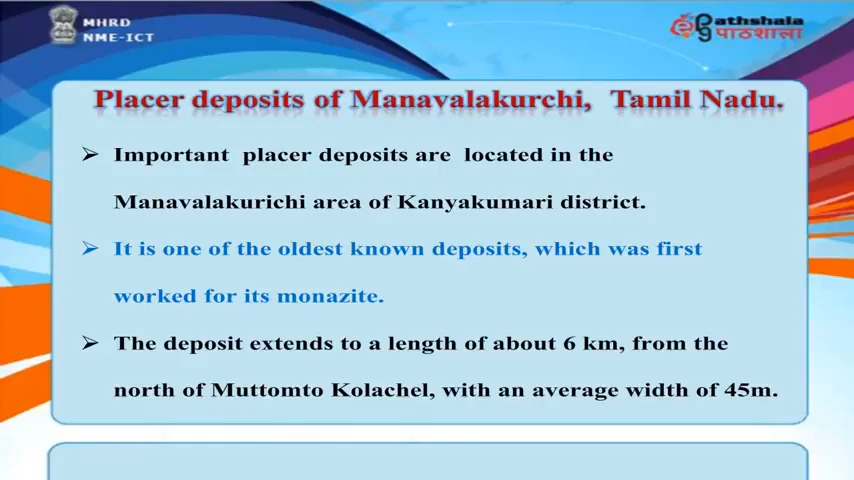 MHRD
NME-ICT
pathshala
पाठशाला
Placer deposits of Manavalakurchi, Tamil Nadu.
➢ Important placer deposits are located in the
Manavalakurichi area of Kanyakumari district.
➢ It is one of the oldest known deposits, which was first
worked for its monazite.
➢ The deposit extends to a length of about 6 km, from the
north of Muttomto Kolachel, with an average width of 45m.